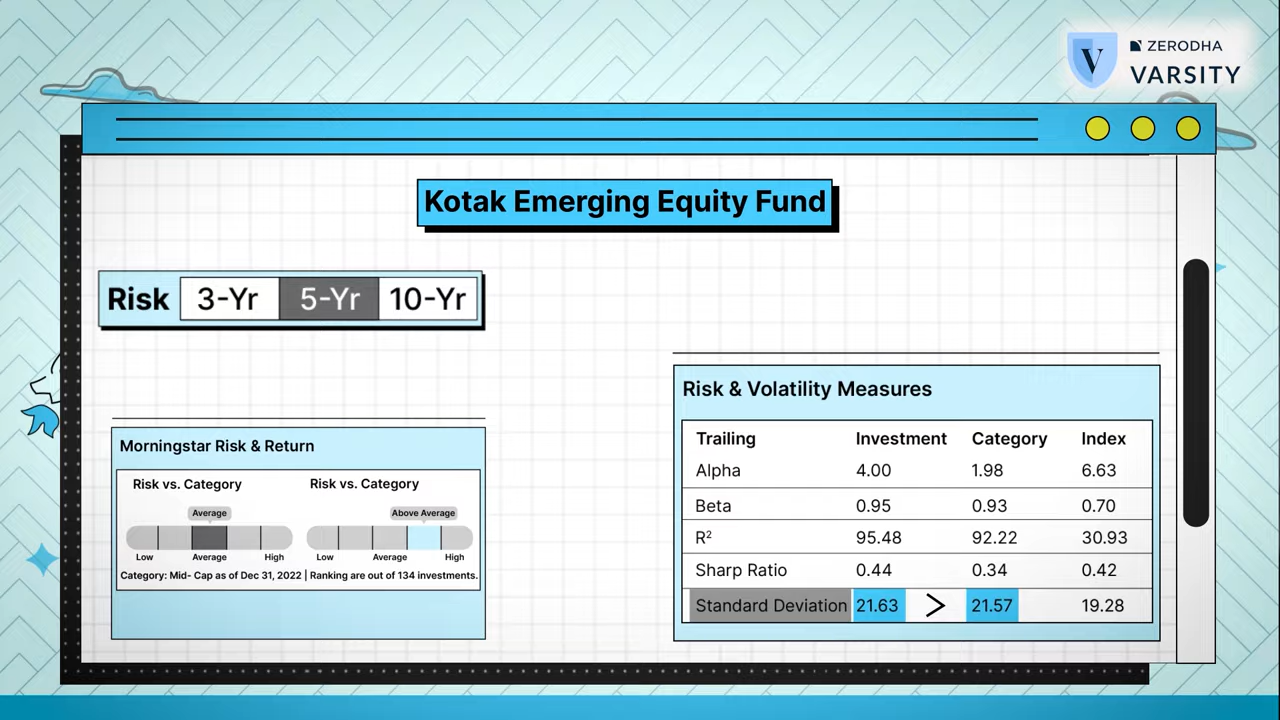 ZERODHA
VARSITY
Kotak Emerging Equity Fund
Risk 3-Yr 5-Yr 10-Yr
Morningstar Risk & Return
Risk vs. Category Risk vs. Category
Average Above Average
Low Average High Low Average High
Category: Mid- Cap as of Dec 31, 2022 | Ranking are out of 134 investments.
Risk & Volatility Measures
Trailing Investment Category Index
Alpha 4.00 1.98 6.63
Beta 0.95 0.93 0.70
R² 95.48 92.22 30.93
Sharp Ratio 0.44 0.34 0.42
Standard Deviation 21.63 > 21.57 19.28